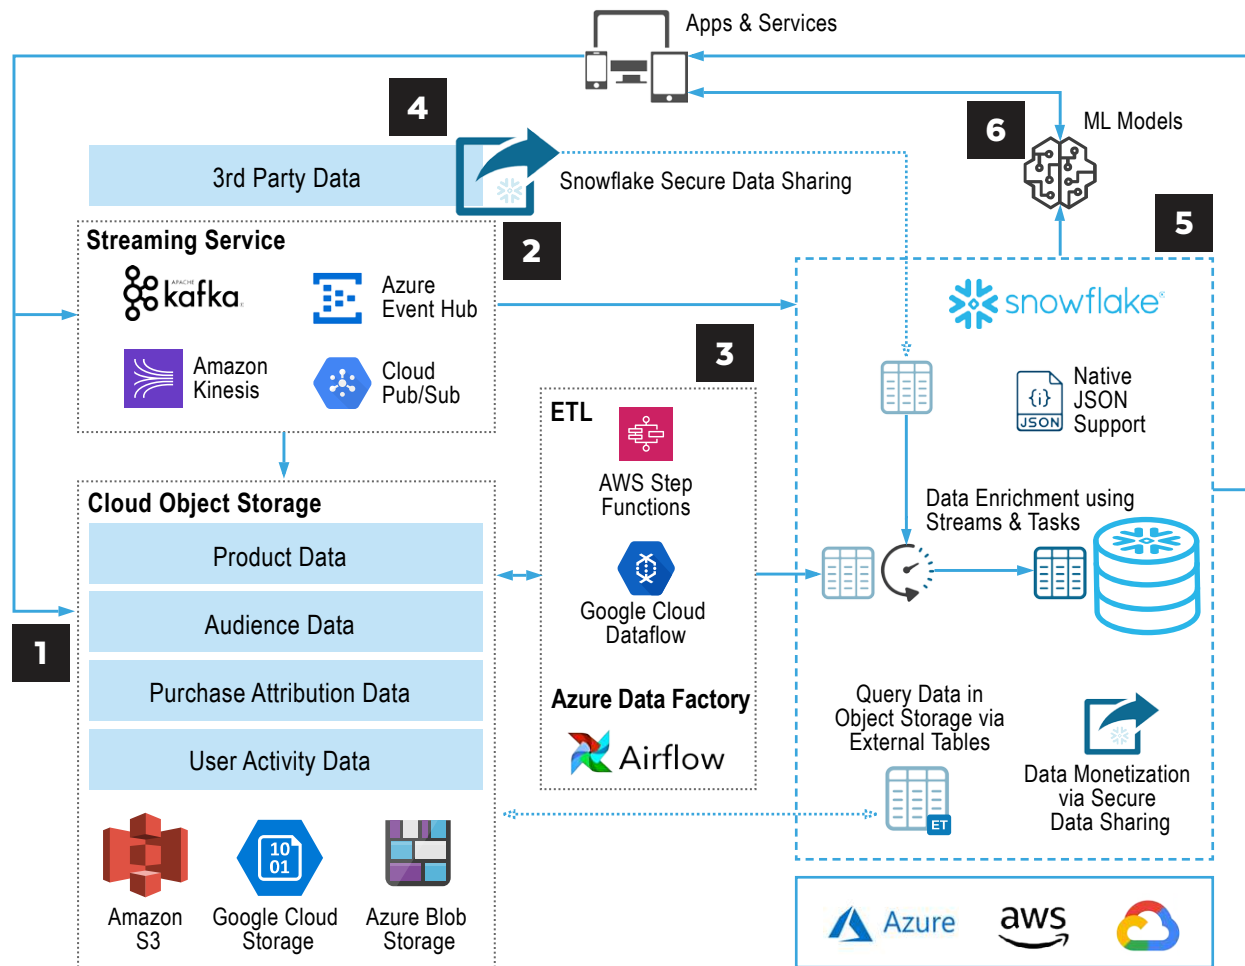 Apps & Services
4
6
ML Models
3rd Party Data
Snowflake Secure Data Sharing
5
Streaming Service
2
APACHE
kafka®
Azure
Event Hub
snowflake®
Amazon
Kinesis
Cloud
Pub/Sub
3
{i}
JSON
Native
JSON
Support
ETL
AWS Step
Functions
Cloud Object Storage
Product Data
Data Enrichment using
Streams & Tasks
Audience Data
Google Cloud
Dataflow
1
Purchase Attribution Data
Azure Data Factory
Query Data in
Object Storage via
External Tables
User Activity Data
Airflow
ET
Data Monetization
via Secure
Data Sharing
10
01
Amazon
S3
Google Cloud
Storage
Azure Blob
Storage
Azure
aws